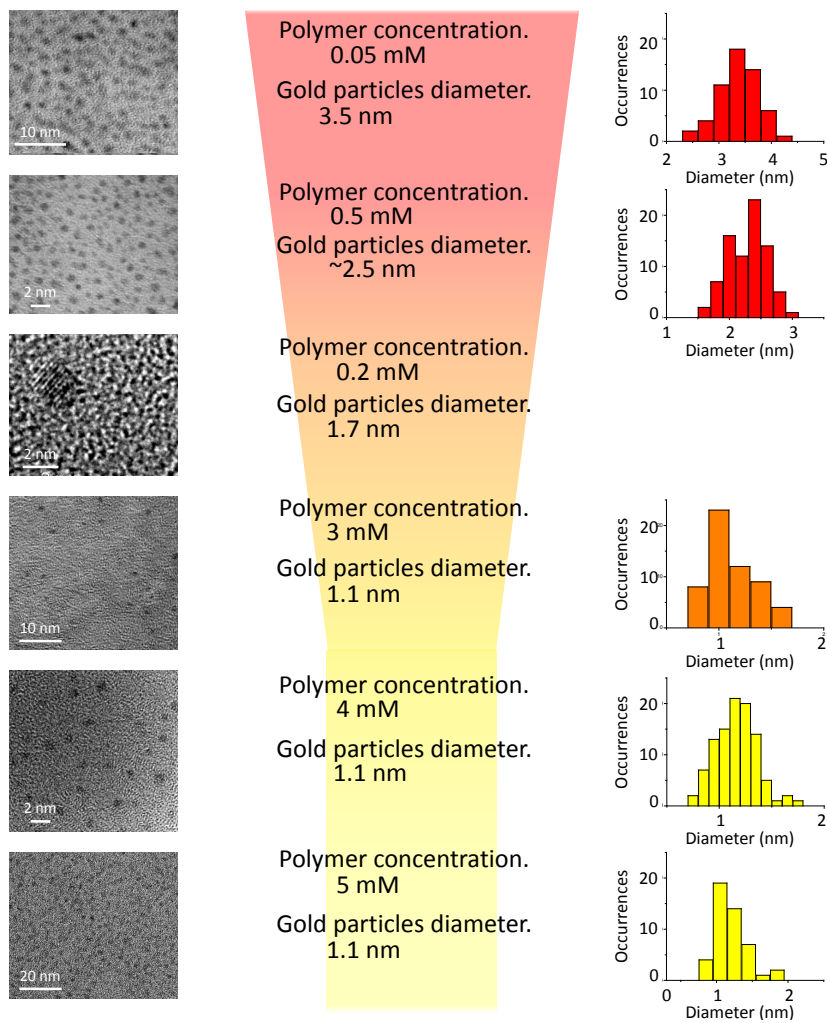 10 nm
Polymer concentration.
0.05 mM
Gold particles diameter.
3.5 nm
Occurrences
20
10
0
2 3 4 5
Diameter (nm)
2 nm
Polymer concentration.
0.5 mM
Gold particles diameter.
~2.5 nm
Occurrences
20
10
0
1 2 3
Diameter (nm)
2 nm
Polymer concentration.
0.2 mM
Gold particles diameter.
1.7 nm
10 nm
Polymer concentration.
3 mM
Gold particles diameter.
1.1 nm
Occurrences
20
10
0
1 2
Diameter (nm)
2 nm
Polymer concentration.
4 mM
Gold particles diameter.
1.1 nm
Occurrences
20
10
0
1 2
Diameter (nm)
20 nm
Polymer concentration.
5 mM
Gold particles diameter.
1.1 nm
Occurrences
20
10
0
0 1 2
Diameter (nm)